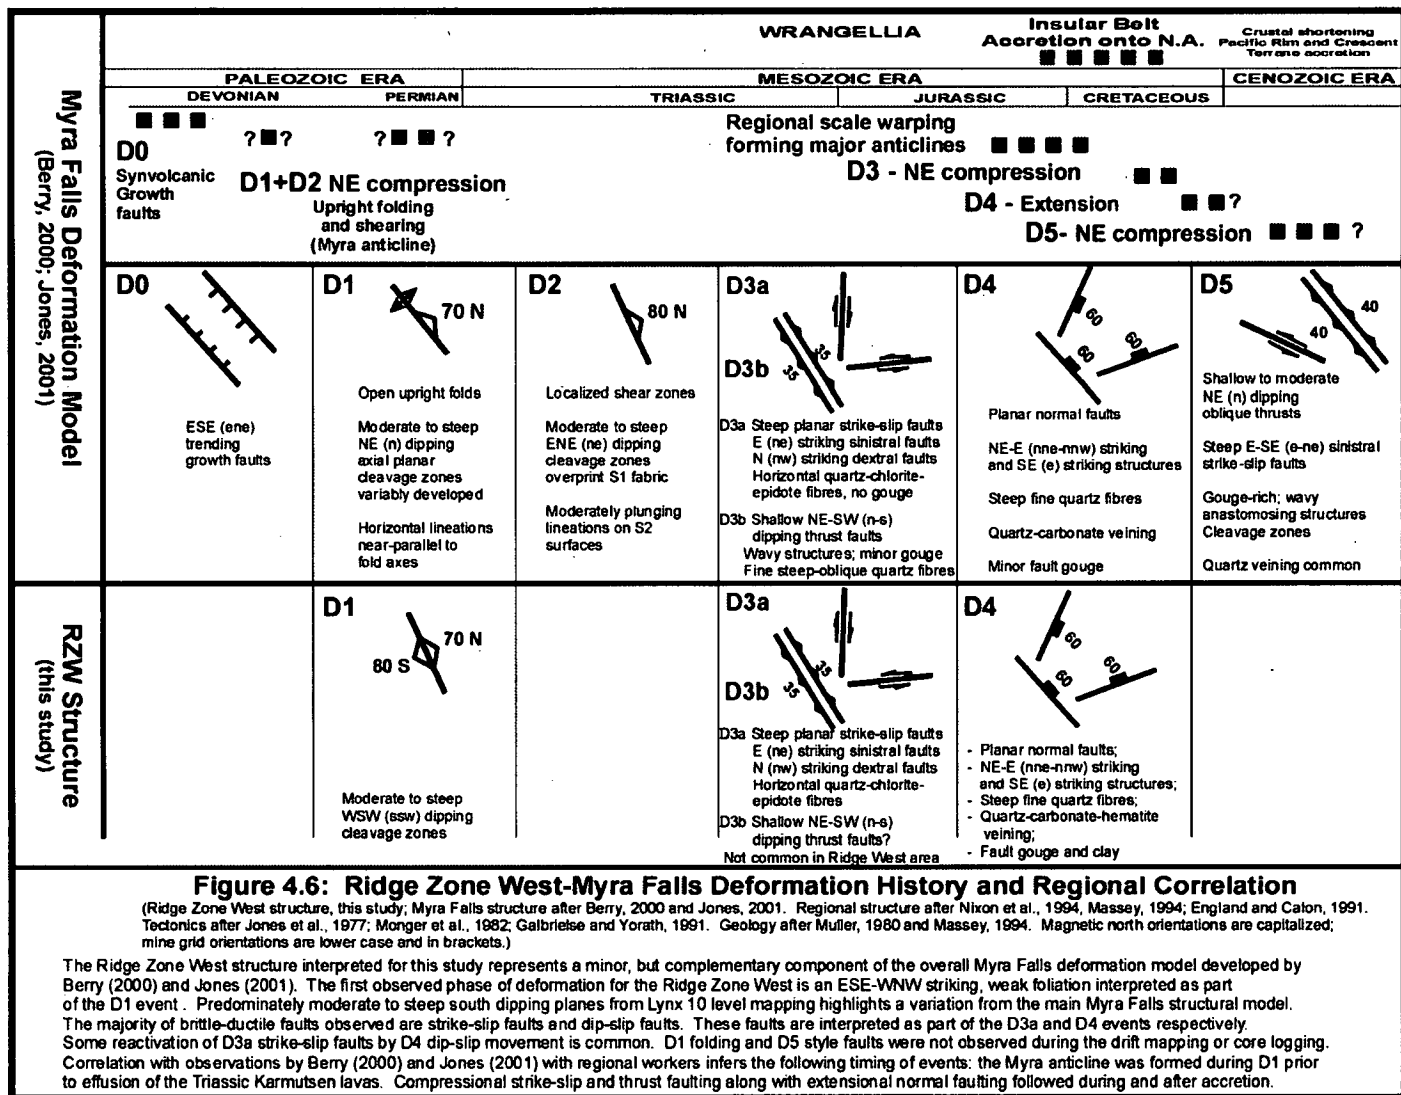 WRANGELLIA
Insular Belt
Accretion onto N.A.
Crustal shortening
Pacific Rim and Crescent
Terrane accretion
PALEOZOIC ERA
MESOZOIC ERA
CENOZOIC ERA
DEVONIAN
PERMIAN
TRIASSIC
JURASSIC
CRETACEOUS
Myra Falls Deformation Model
(Berry, 2000; Jones, 2001)
? ?
? ?
D0
Synvolcanic
Growth
faults
D1+D2 NE compression
Upright folding
and shearing
(Myra anticline)
Regional scale warping
forming major anticlines
D3 - NE compression
D4 - Extension
?
D5- NE compression
?
D0
ESE (ene)
trending
growth faults
D1
70 N
Open upright folds
Moderate to steep
NE (n) dipping
axial planar
cleavage zones
variably developed
Horizontal lineations
near-parallel to
fold axes
D2
80 N
Localized shear zones
Moderate to steep
ENE (ne) dipping
cleavage zones
overprint S1 fabric
Moderately plunging
lineations on S2
surfaces
D3a
D3b
35
35
D3a Steep planar strike-slip faults
E (ne) striking sinistral faults
N (nw) striking dextral faults
Horizontal quartz-chlorite-
epidote fibres, no gouge
D3b Shallow NE-SW (n-s)
dipping thrust faults
Wavy structures; minor gouge
Fine steep-oblique quartz fibres
D4
60
60
60
Planar normal faults
NE-E (nne-nnw) striking
and SE (e) striking structures
Steep fine quartz fibres
Quartz-carbonate veining
Minor fault gouge
D5
40
40
Shallow to moderate
NE (n) dipping
oblique thrusts
Steep E-SE (e-ne) sinistral
strike-slip faults
Gouge-rich; wavy
anastomosing structures
Cleavage zones
Quartz veining common
RZW Structure
(this study)
D1
70 N
80 S
Moderate to steep
WSW (ssw) dipping
cleavage zones
D3a
D3b
35
35
D3a Steep planar strike-slip faults
E (ne) striking sinistral faults
N (nw) striking dextral faults
Horizontal quartz-chlorite-
epidote fibres
D3b Shallow NE-SW (n-s)
dipping thrust faults?
Not common in Ridge West area
D4
60
60
60
- Planar normal faults;
- NE-E (nne-nnw) striking
and SE (e) striking structures;
- Steep fine quartz fibres;
- Quartz-carbonate-hematite
veining;
- Fault gouge and clay
Figure 4.6: Ridge Zone West-Myra Falls Deformation History and Regional Correlation
(Ridge Zone West structure, this study; Myra Falls structure after Berry, 2000 and Jones, 2001. Regional structure after Nixon et al., 1994, Massey, 1994; England and Calon, 1991.
Tectonics after Jones et al., 1977; Monger et al., 1982; Gabrielse and Yorath, 1991. Geology after Muller, 1980 and Massey, 1994. Magnetic north orientations are capitalized;
mine grid orientations are lower case and in brackets.)
The Ridge Zone West structure interpreted for this study represents a minor, but complementary component of the overall Myra Falls deformation model developed by
Berry (2000) and Jones (2001). The first observed phase of deformation for the Ridge Zone West is an ESE-WNW striking, weak foliation interpreted as part
of the D1 event . Predominately moderate to steep south dipping planes from Lynx 10 level mapping highlights a variation from the main Myra Falls structural model.
The majority of brittle-ductile faults observed are strike-slip faults and dip-slip faults. These faults are interpreted as part of the D3a and D4 events respectively.
Some reactivation of D3a strike-slip faults by D4 dip-slip movement is common. D1 folding and D5 style faults were not observed during the drift mapping or core logging.
Correlation with observations by Berry (2000) and Jones (2001) with regional workers infers the following timing of events: the Myra anticline was formed during D1 prior
to effusion of the Triassic Karmutsen lavas. Compressional strike-slip and thrust faulting along with extensional normal faulting followed during and after accretion.